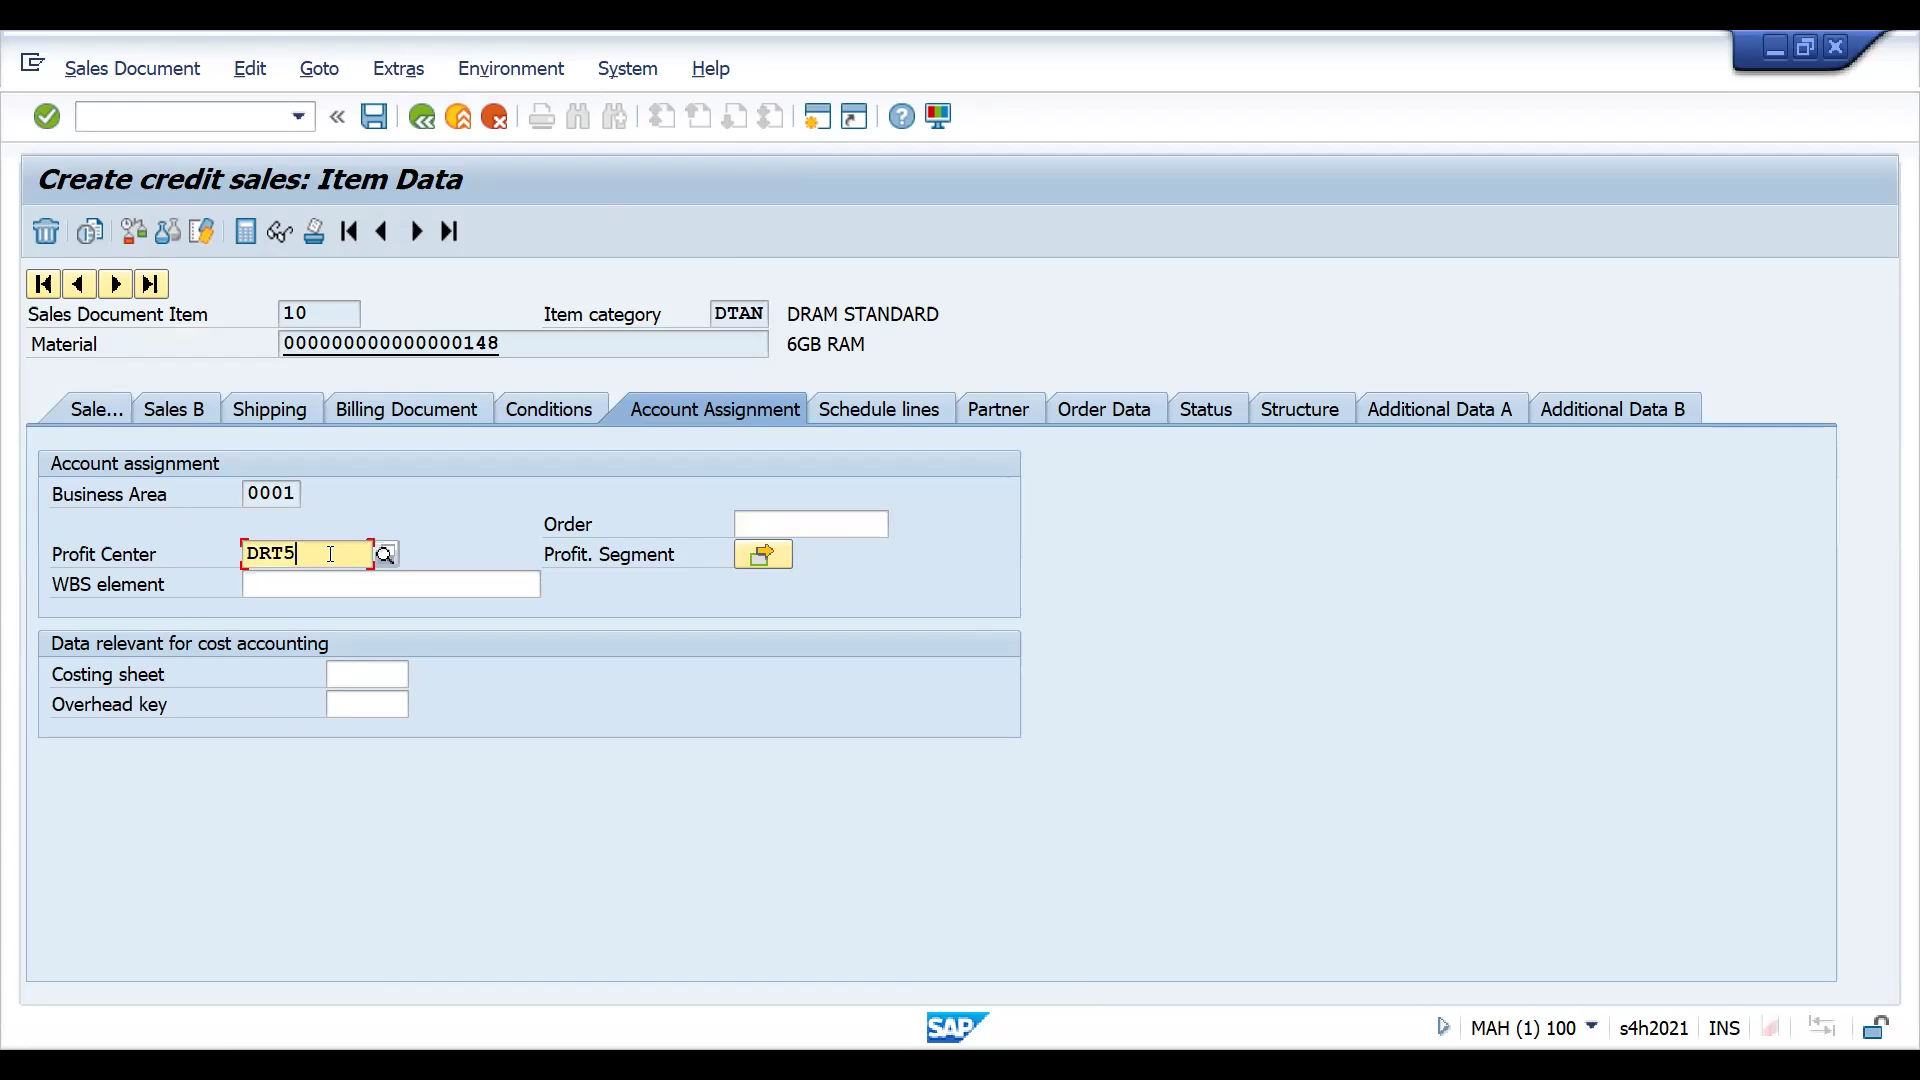 Sales Document Edit Goto Extras Environment System Help
Create credit sales: Item Data
Sales Document Item 10 Item category DTAN DRAM STANDARD
Material 000000000000000148 6GB RAM
Sale... Sales B Shipping Billing Document Conditions Account Assignment Schedule lines Partner Order Data Status Structure Additional Data A Additional Data B
Account assignment
Business Area 0001
Order
Profit Center DRT5 Profit. Segment
WBS element
Data relevant for cost accounting
Costing sheet
Overhead key
SAP MAH (1) 100 s4h2021 INS